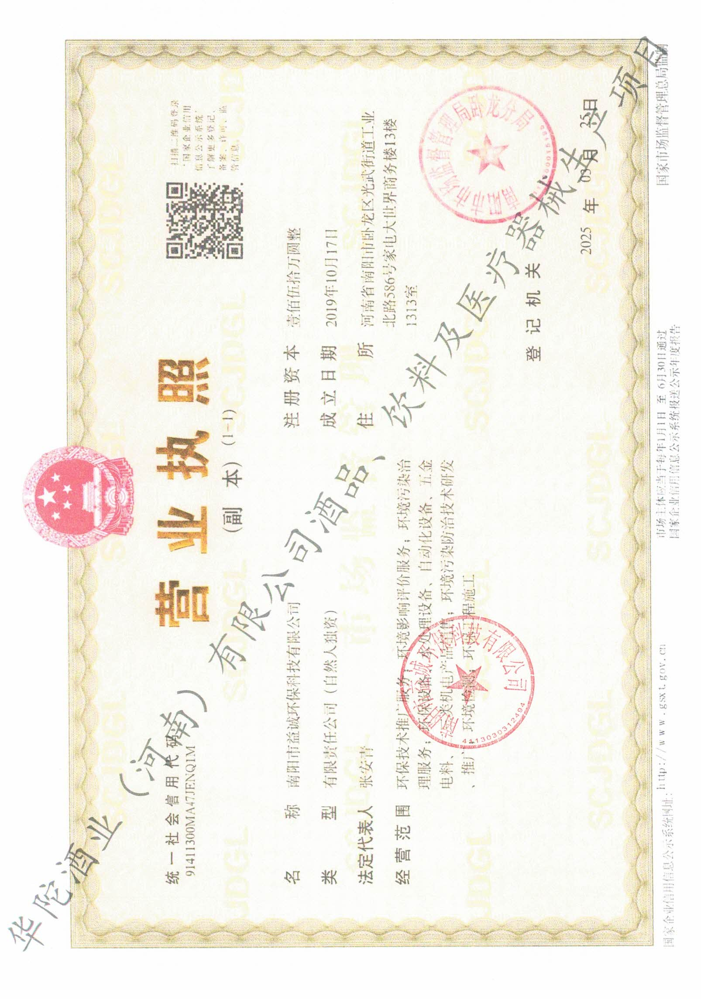 营业执照
(副 本) (1-1)
统一社会信用代码
91411300MA47JENQ1M
扫描二维码登录
"国家企业信用
信息公示系统"
了解更多登记、
备案、许可、监
管信息。
名 称 南阳市益诚环保科技有限公司
类 型 有限责任公司（自然人独资）
法定代表人 张安青
经营范围 环保技术推广服务；环境影响评价服务；环境污染治
理服务；环保设备、水处理设备、自动化设备、五金
电料、二类机电产品销售；环境污染防治技术研发
、推广、环境检测；环保工程施工
注册资本 壹佰伍拾万圆整
成立日期 2019年10月17日
住 所 河南省南阳市卧龙区光武街道工业
北路586号家电大世界商务楼13楼
1313室
登记机关
2025 年 03 月 25 日
南阳市市场监督管理局卧龙分局
南阳市益诚环保科技有限公司
4113030312494
华陀酒业（河南）有限公司酒品、饮料及医疗器械生产项目
国家企业信用信息公示系统网址：http://www.gsxt.gov.cn
市场主体应当于每年1月1日 至 6月30日通过
国家企业信用信息公示系统报送公示年度报告
国家市场监督管理总局监制
SCJDGL
市场监督管理